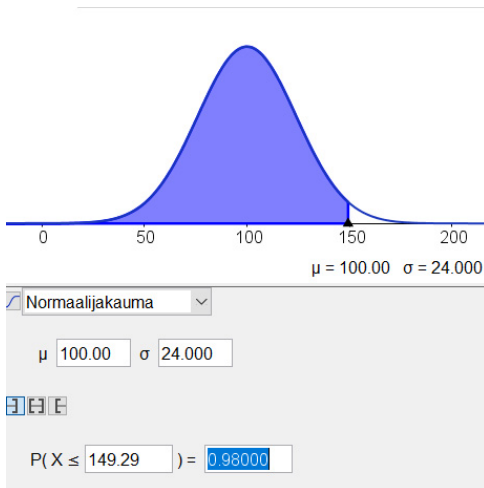 0 50 100 150 200
μ = 100.00 σ = 24.000
Normaalijakauma
μ 100.00 σ 24.000
P( X ≤ 149.29 ) = 0.98000